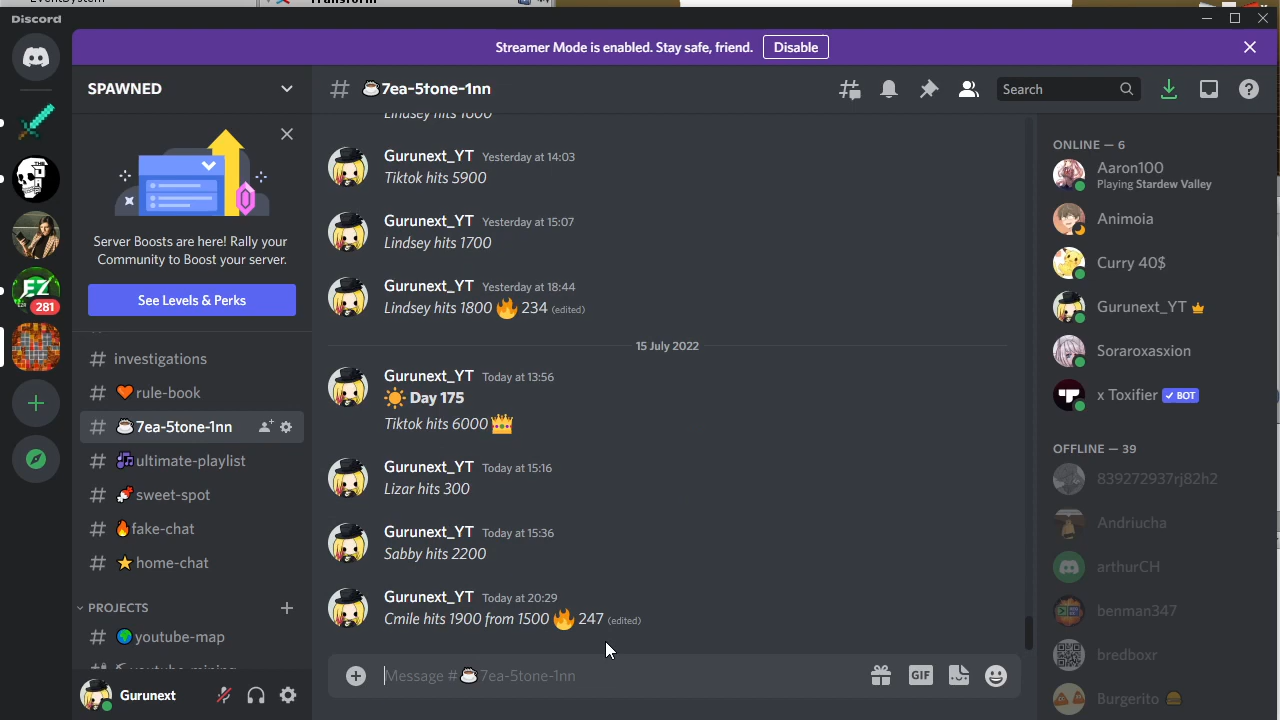 EventSystem
Transform
Discord
Streamer Mode is enabled. Stay safe, friend. Disable
SPAWNED
# ☕7ea-5tone-1nn
Search
Server Boosts are here! Rally your
Community to Boost your server.
See Levels & Perks
# investigations
# 🧡rule-book
# ☕7ea-5tone-1nn
# 🎶ultimate-playlist
# 🍬sweet-spot
# 🔥fake-chat
# ⭐home-chat
PROJECTS
# 🌍youtube-map
# ⛏youtube-mining
Gurunext
281
Lindsey hits 1600
Gurunext_YT Yesterday at 14:03
Tiktok hits 5900
Gurunext_YT Yesterday at 15:07
Lindsey hits 1700
Gurunext_YT Yesterday at 18:44
Lindsey hits 1800 🔥 234 (edited)
15 July 2022
Gurunext_YT Today at 13:56
☀️ Day 175
Tiktok hits 6000 👑
Gurunext_YT Today at 15:16
Lizar hits 300
Gurunext_YT Today at 15:36
Sabby hits 2200
Gurunext_YT Today at 20:29
Cmile hits 1900 from 1500 🔥 247 (edited)
Message #☕7ea-5tone-1nn
GIF
ONLINE — 6
Aaron100
Playing Stardew Valley
Animoia
Curry 40$
Gurunext_YT
Soraroxasxion
x Toxifier ✓ BOT
OFFLINE — 39
839272937rj82h2
Andriucha
arthurCH
benman347
bredboxr
Burgerito 🍔